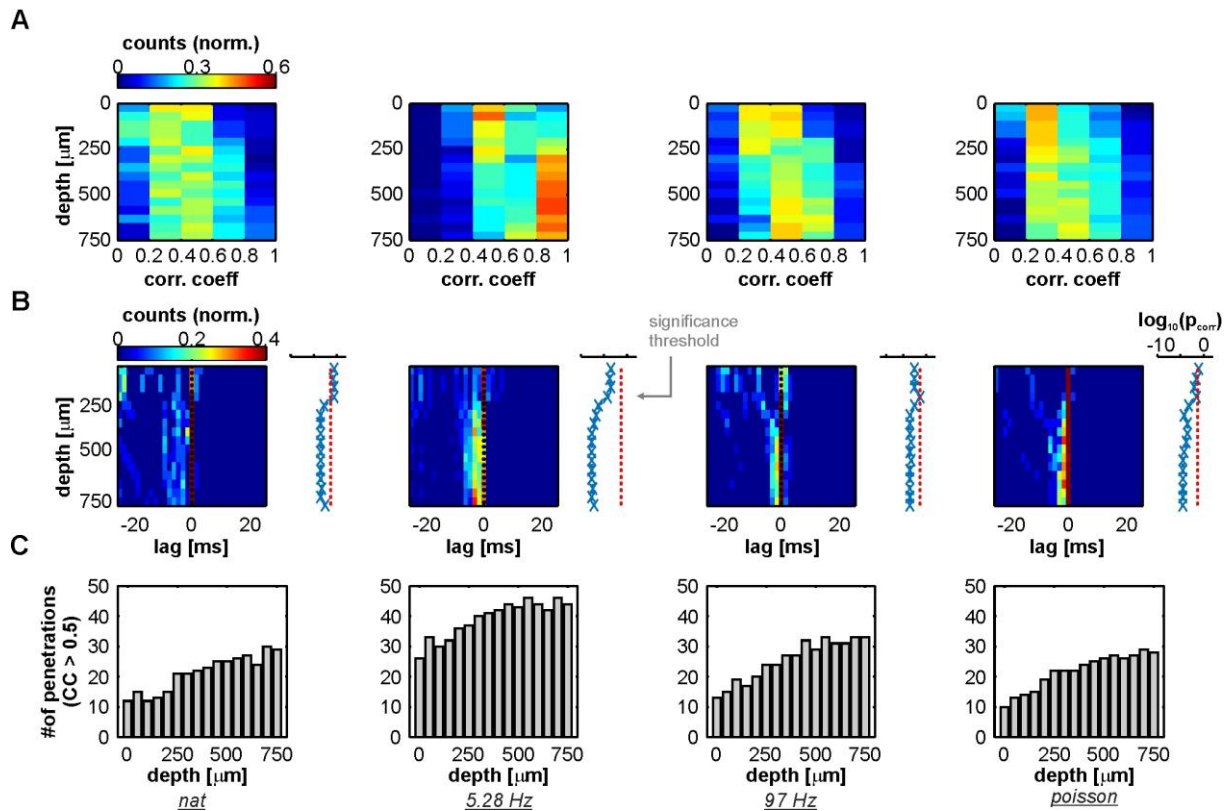 A
counts (norm.)
0 0.3 0.6
depth [µm]
0
250
500
750
0 0.2 0.4 0.6 0.8 1
corr. coeff
0
250
500
750
0 0.2 0.4 0.6 0.8 1
corr. coeff
0
250
500
750
0 0.2 0.4 0.6 0.8 1
corr. coeff
0
250
500
750
0 0.2 0.4 0.6 0.8 1
corr. coeff
B
counts (norm.)
0 0.2 0.4
significance
threshold
log10(pcorr)
-10 0
depth [µm]
250
500
750
-20 0 20
lag [ms]
-20 0 20
lag [ms]
-20 0 20
lag [ms]
-20 0 20
lag [ms]
C
#of penetrations
(CC > 0.5)
50
40
30
20
10
0
0 250 500 750
depth [µm]
nat
50
40
30
20
10
0
0 250 500 750
depth [µm]
5.28 Hz
50
40
30
20
10
0
0 250 500 750
depth [µm]
97 Hz
50
40
30
20
10
0
0 250 500 750
depth [µm]
poisson